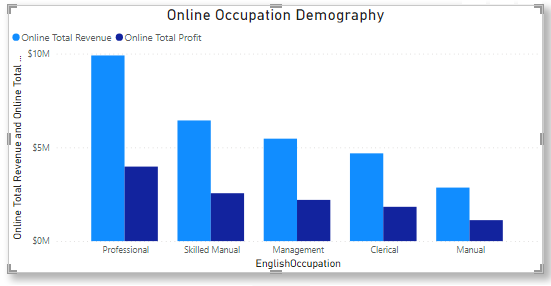 Online Occupation Demography
Online Total Revenue Online Total Profit
Online Total Revenue and Online Total ...
$10M
$5M
$0M
Professional Skilled Manual Management Clerical Manual
EnglishOccupation